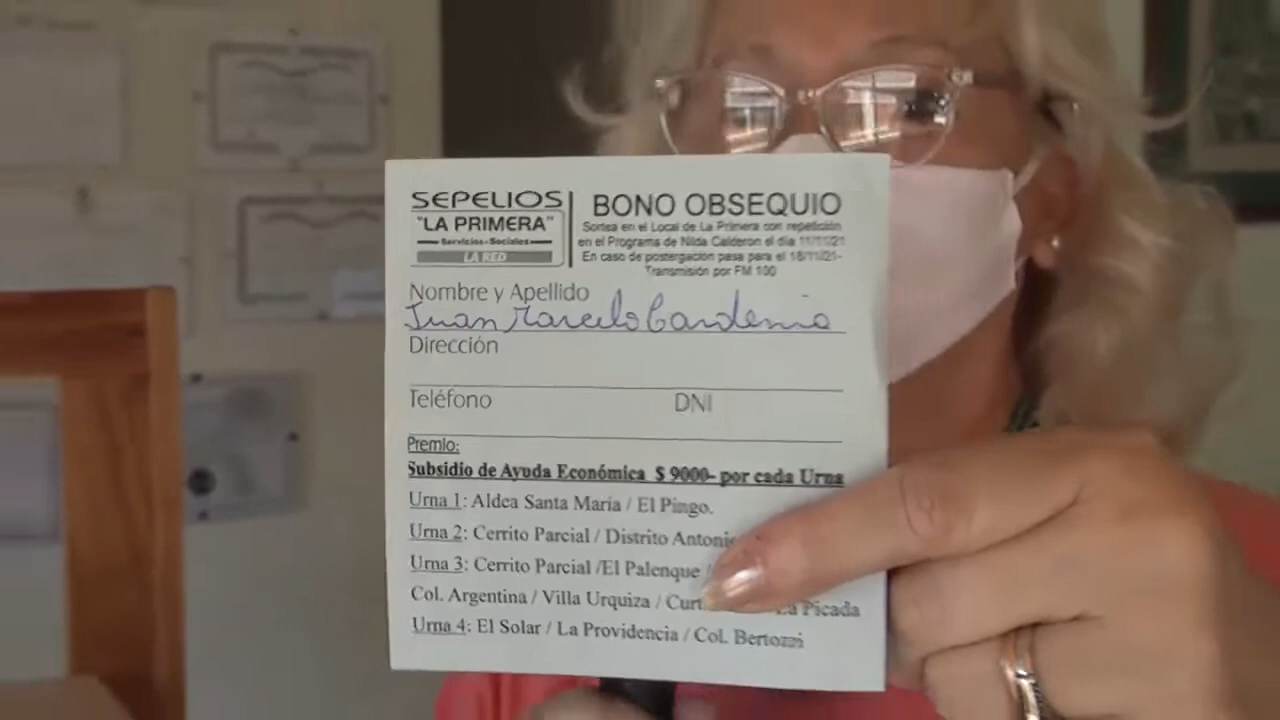 SEPELIOS
"LA PRIMERA"
Servicios-Sociales
LA RED
BONO OBSEQUIO
Sortea en el Local de La Primera con repetición
en el Programa de Nilda Calderon el día 11/11/21
En caso de postergación pasa para el 18/11/21-
Transmisión por FM 100
Nombre y Apellido
Juan Marcelo
Dirección
Teléfono DNI
Premio:
Subsidio de Ayuda Económica $ 9000- por cada Urna
Urna 1: Aldea Santa María / El Pingo.
Urna 2: Cerrito Parcial / Distrito
Urna 3: Cerrito Parcial /El Palenque /
Col. Argentina / Villa Urquiza / La Picada
Urna 4: El Solar / La Providencia / Col. Bertozzi